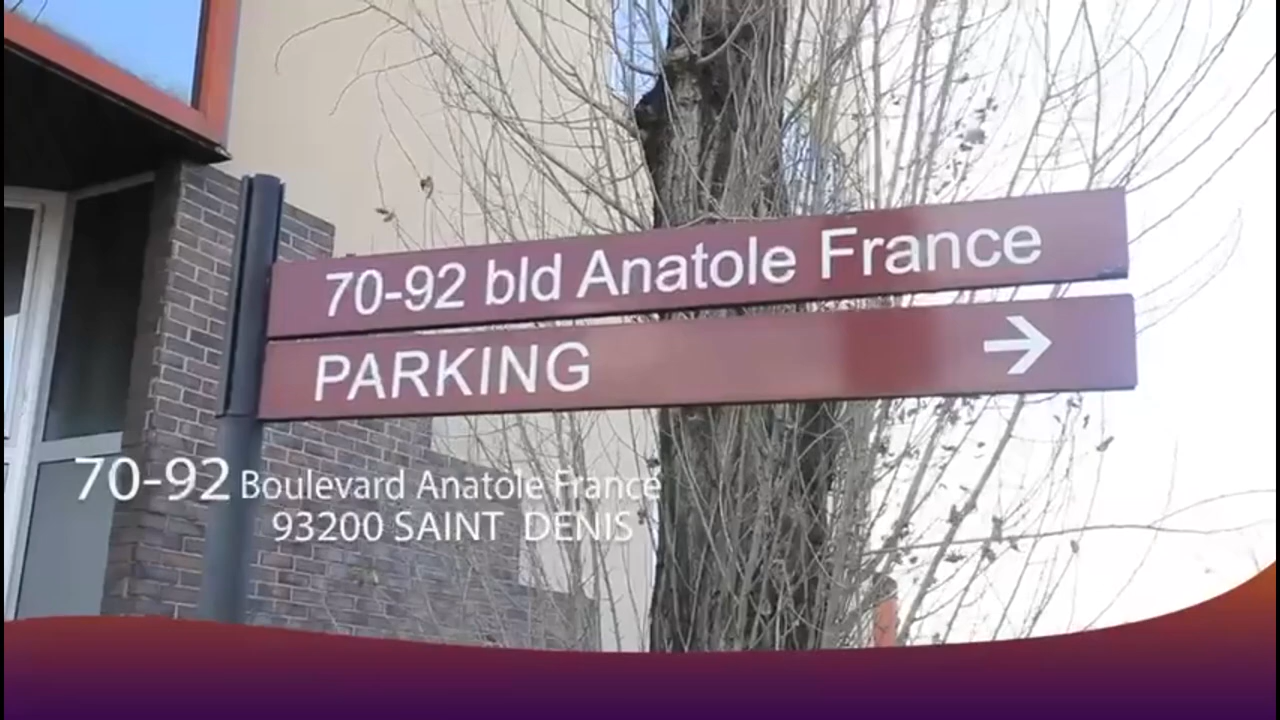 70-92 bld Anatole France
PARKING →
70-92 Boulevard Anatole France
93200 SAINT DENIS